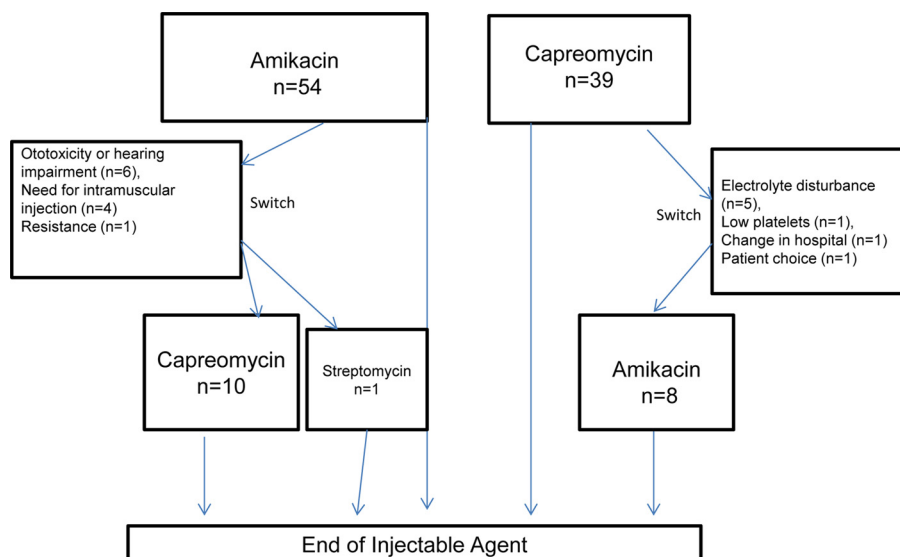 Amikacin
n=54
Capreomycin
n=39
Ototoxicity or hearing
impairment (n=6),
Need for intramuscular
injection (n=4)
Resistance (n=1)
Switch
Switch
Electrolyte disturbance
(n=5),
Low platelets (n=1),
Change in hospital (n=1)
Patient choice (n=1)
Capreomycin
n=10
Streptomycin
n=1
Amikacin
n=8
End of Injectable Agent